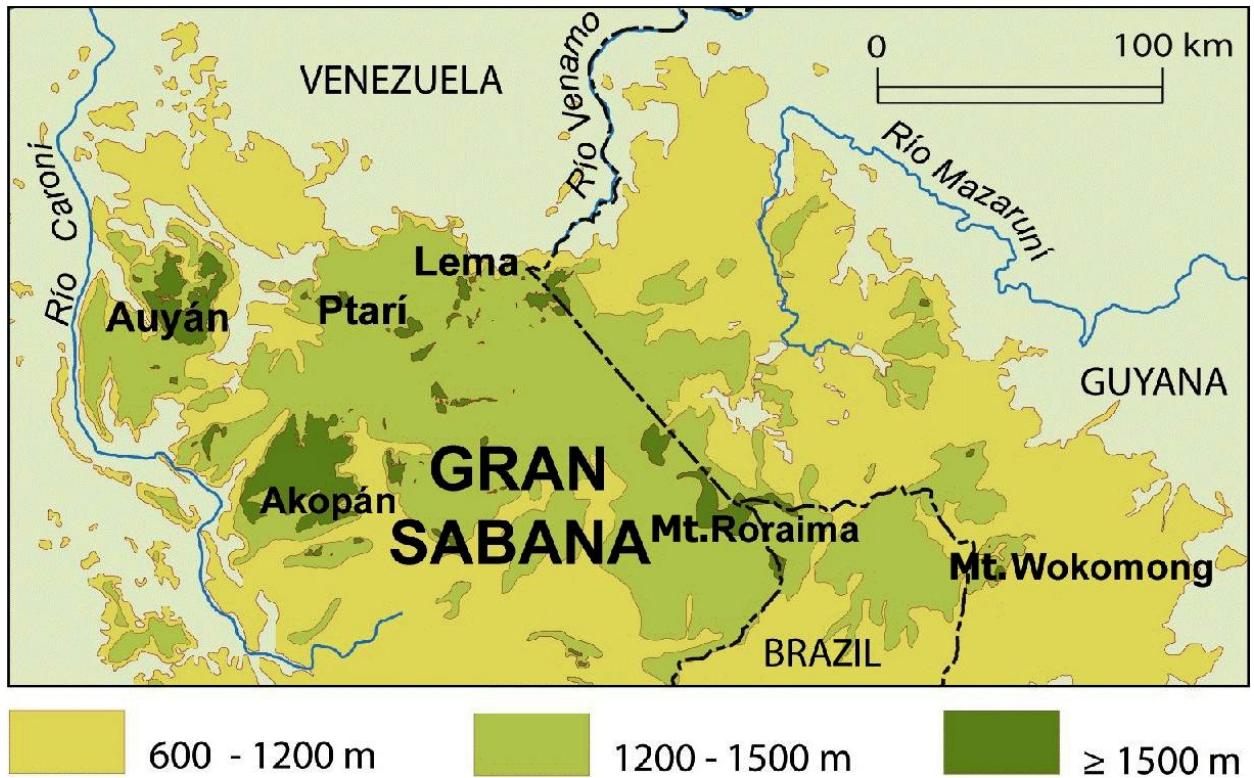 VENEZUELA
0 100 km
Río Venamo
Río Mazaruní
Río Caroni
Lema
Auyán
Ptarí
GUYANA
GRAN
SABANA
Akopán
Mt.Roraima
Mt.Wokomong
BRAZIL
600 - 1200 m
1200 - 1500 m
≥ 1500 m